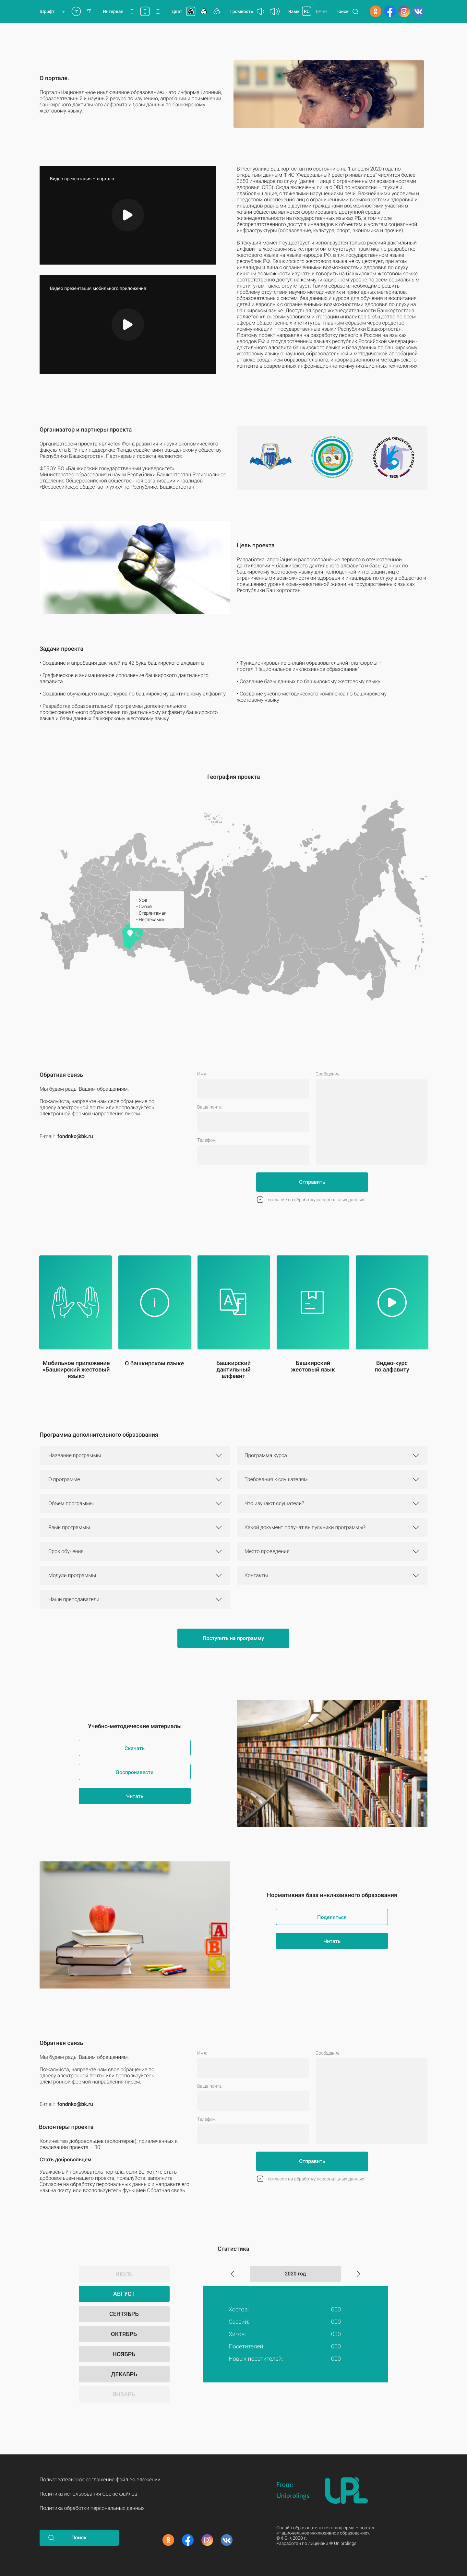 Шрифт T T T Интервал Цвет Громкость Язык RU BASH Поиск
О портале.
Портал «Национальное инклюзивное образование» - это информационный,
образовательный и научный ресурс по изучению, апробации и применении
башкирского дактильного алфавита и базы данных по башкирскому
жестовому языку.
Видео презентация – портала
Видео презентация мобильного приложения
В Республике Башкортостан по состоянию на 1 апреля 2020 года по
открытым данным ФИС "Федеральный реестр инвалидов" числится более
3650 инвалидов по слуху (далее - лица с ограниченными возможностями
здоровья, ОВЗ). Сюда включены лица с ОВЗ по нозологии – глухие и
слабослышащие, с тяжелыми нарушениями речи. Важнейшим условием и
средством обеспечения лиц с ограниченными возможностями здоровья и
инвалидов равными с другими гражданами возможностями участия в
жизни общества является формирование доступной среды
жизнедеятельности на государственных языках РБ, в том числе
беспрепятственного доступа инвалидов к объектам и услугам социальной
инфраструктуры (образование, культура, спорт, экономика и прочее).
В текущий момент существует и используется только русский дактильный
алфавит в жестовом языке, при этом отсутствует практика по разработке
жестового языка на языке народов РФ, в т.ч. государственном языке
республик РФ. Башкирского жестового языка не существует, при этом
инвалиды и лица с ограниченными возможностями здоровья по слуху
лишены возможности изучать жестовую речь на башкирском жестовом языке,
соответственно доступ на коммуникационном уровне по всем социальным
институтам также отсутствует. Таким образом, необходимо решить
проблему отсутствия научно-методических и прикладных материалов,
образовательных систем, баз данных и курсов для обучения и воспитания
детей и взрослых с ограниченными возможностями здоровья по слуху на
башкирском языке. Доступная среда жизнедеятельности Башкортостана
является ключевым условием интеграции инвалидов в общество по всем
сферам общественных институтов, главным образом через средство
коммуникации – государственные языки Республики Башкортостан.
Поэтому проект направлен на разработку первого в России на языках
народов РФ и государственных языках республик Российской Федерации -
дактильного алфавита башкирского языка и база данных по башкирскому
жестовому языку с научной, образовательной и методической апробацией,
а также созданием образовательного, информационного и методического
контента в современных информационно-коммуникационных технологиях.
Организатор и партнеры проекта
Организатором проекта является Фонд развития и науки экономического
факультета БГУ при поддержке Фонда содействия гражданскому обществу
Республики Башкортостан. Партнерами проекта являются:
ФГБОУ ВО «Башкирский государственный университет»
Министерство образования и науки Республики Башкортостан Региональное
отделение Общероссийской общественной организации инвалидов
«Всероссийское общество глухих» по Республике Башкортостан
ВСЕРОССИЙСКОЕ ОБЩЕСТВО ГЛУХИХ
1926
Цель проекта
Разработка, апробация и распространение первого в отечественной
дактилологии – башкирского дактильного алфавита и базы данных по
башкирскому жестовому языку для полноценной интеграции лиц с
ограниченными возможностями здоровья и инвалидов по слуху в общество и
повышение уровня коммуникативной жизни на государственных языках
Республики Башкортостан.
Задачи проекта
• Создание и апробация дактилей из 42 букв башкирского алфавита
• Графическое и анимационное исполнение башкирского дактильного
алфавита
• Создание обучающего видео-курса по башкирскому дактильному алфавиту
• Разработка образовательной программы дополнительного
профессионального образования по дактильному алфавиту башкирского
языка и базы данных башкирскому жестовому языку
• Функционирование онлайн образовательной платформы –
портал "Национальное инклюзивное образование"
• Создание базы данных по башкирскому жестовому языку
• Создание учебно-методического комплекса по башкирскому
жестовому языку
География проекта
• Уфа
• Сибай
• Стерлитамак
• Нефтекамск
Обратная связь
Мы будем рады Вашим обращениям.
Пожалуйста, направьте нам свое обращение по
адресу электронной почты или воспользуйтесь
электронной формой направления писем.
E-mail: fondnko@bk.ru
Имя:
Ваша почта:
Телефон:
Сообщение:
Отправить
согласие на обработку персональных данных
Мобильное приложение
«Башкирский жестовый
язык»
О башкирском языке
Башкирский
дактильный
алфавит
Башкирский
жестовый язык
Видео-курс
по алфавиту
Программа дополнительного образования
Название программы
Программа курса
О программе
Требования к слушателям
Объем программы
Что изучают слушатели?
Язык программы
Какой документ получат выпускники программы?
Срок обучения
Место проведения
Модули программы
Контакты
Наши преподаватели
Поступить на программу
Учебно-методические материалы
Скачать
Воспроизвести
Читать
A
B
C
Нормативная база инклюзивного образования
Поделиться
Читать
Обратная связь
Мы будем рады Вашим обращениям.
Пожалуйста, направьте нам свое обращение по
адресу электронной почты или воспользуйтесь
электронной формой направления писем.
E-mail: fondnko@bk.ru
Имя:
Ваша почта:
Телефон:
Сообщение:
Отправить
согласие на обработку персональных данных
Волонтеры проекта
Количество добровольцев (волонтеров), привлеченных к
реализации проекта – 30
Стать добровольцем:
Уважаемый пользователь портала, если Вы хотите стать
добровольцем нашего проекта, пожалуйста, заполните
Согласие на обработку персональных данных и направьте его
нам на почту, или воспользуйтесь функцией Обратная связь.
Статистика
ИЮЛЬ
АВГУСТ
СЕНТЯБРЬ
ОКТЯБРЬ
НОЯБРЬ
ДЕКАБРЬ
ЯНВАРЬ
2020 год
Хостов: 000
Сессий: 000
Хитов: 000
Посетителей: 000
Новых посетителей: 000
Пользовательское соглашение файл во вложении
Политика использования Cookie файлов
Политика обработки персональных данных
Поиск
From:
Uniprolings
UPL
Онлайн образовательная платформа – портал
«Национальное инклюзивное образование».
© ФЭФ, 2020 г.
Разработан по лицензии © Uniprolings